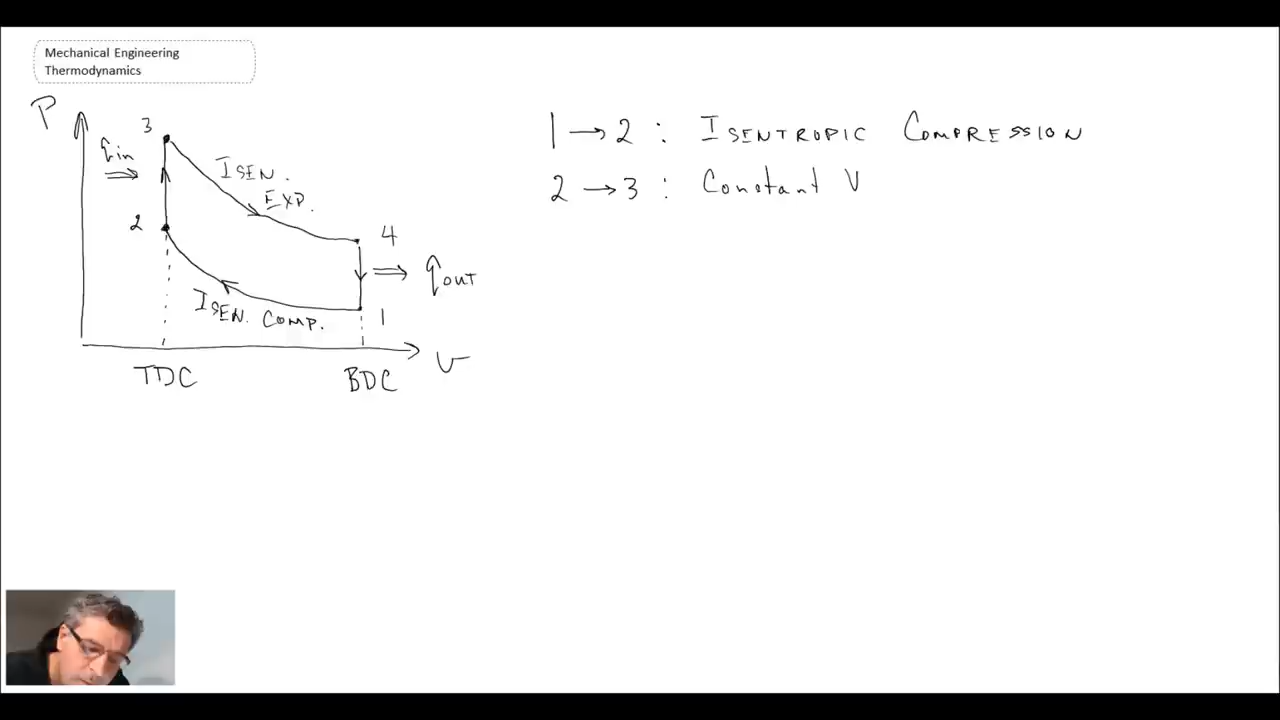 Mechanical Engineering
Thermodynamics
P
3
qin
ISEN.
EXP.
2
4
qout
ISEN. COMP.
1
TDC
BDC
v
1 → 2 : ISENTROPIC COMPRESSION
2 → 3 : Constant V